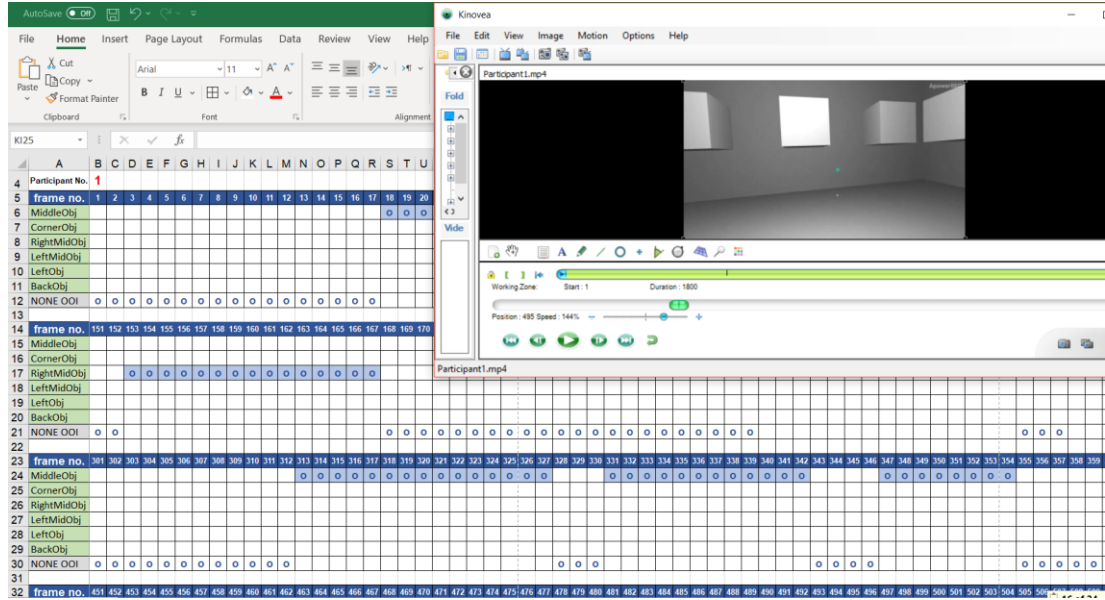 AutoSave Off
File Home Insert Page Layout Formulas Data Review View Help
Paste
Cut
Copy
Format Painter
Clipboard
Arial 11
B I U
Font
Alignment
KI25 fx
A B C D E F G H I J K L M N O P Q R S T U
4 Participant No. 1
5 frame no. 1 2 3 4 5 6 7 8 9 10 11 12 13 14 15 16 17 18 19 20
6 MiddleObj o o o
7 CornerObj
8 RightMidObj
9 LeftMidObj
10 LeftObj
11 BackObj
12 NONE OOI o o o o o o o o o o o o o o o o o
13
14 frame no. 151 152 153 154 155 156 157 158 159 160 161 162 163 164 165 166 167 168 169 170
15 MiddleObj
16 CornerObj
17 RightMidObj o o o o o o o o o o o o o o o
18 LeftMidObj
19 LeftObj
20 BackObj
21 NONE OOI o o o o o o o o o o o o o o o o o o o o o o o o o o o
22
23 frame no. 301 302 303 304 305 306 307 308 309 310 311 312 313 314 315 316 317 318 319 320 321 322 323 324 325 326 327 328 329 330 331 332 333 334 335 336 337 338 339 340 341 342 343 344 345 346 347 348 349 350 351 352 353 354 355 356 357 358 359
24 MiddleObj o o o o o o o o o o o o o o o o o o o o o o o o o o o o o o o o o o o
25 CornerObj
26 RightMidObj
27 LeftMidObj
28 LeftObj
29 BackObj
30 NONE OOI o o o o o o o o o o o o o o o o o o o o o o o o
31
32 frame no. 451 452 453 454 455 456 457 458 459 460 461 462 463 464 465 466 467 468 469 470 471 472 473 474 475 476 477 478 479 480 481 482 483 484 485 486 487 488 489 490 491 492 493 494 495 496 497 498 499 500 501 502 503 504 505
Kinovea
File Edit View Image Motion Options Help
Fold
Vide
Participant1.mp4
Working Zone: Start : 1 Duration : 1800
Position : 495 Speed : 144%
Participant1.mp4